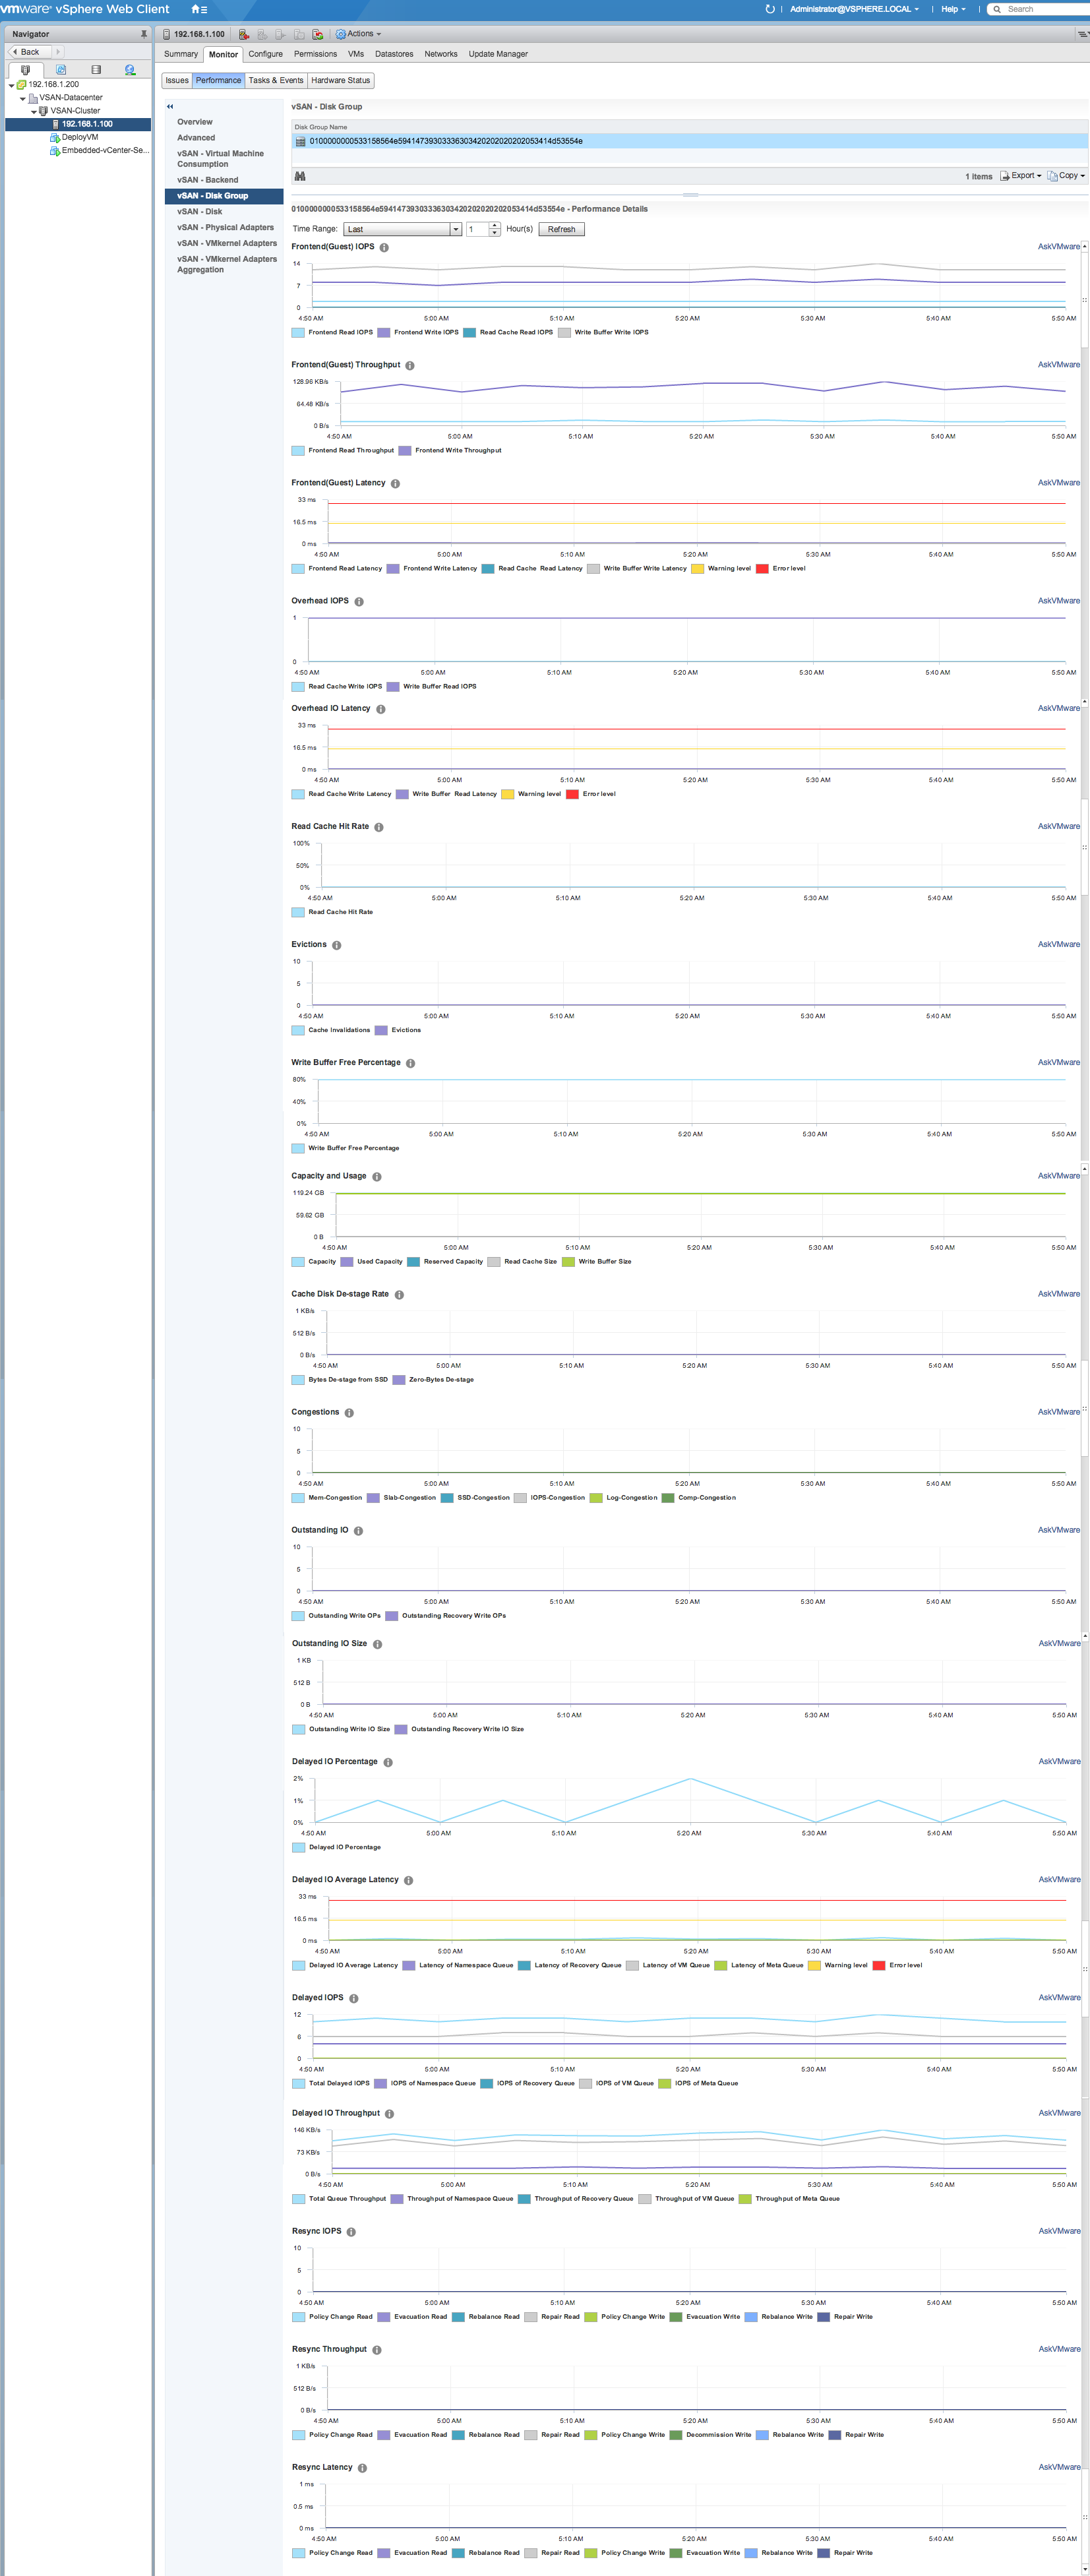 vmware® vSphere Web Client
Administrator@VSPHERE.LOCAL
Help
Search
Navigator
Back
192.168.1.200
VSAN-Datacenter
VSAN-Cluster
192.168.1.100
DeployVM
Embedded-vCenter-Se...
192.168.1.100 Actions
Summary Monitor Configure Permissions VMs Datastores Networks Update Manager
Issues Performance Tasks & Events Hardware Status
Overview
Advanced
vSAN - Virtual Machine
Consumption
vSAN - Backend
vSAN - Disk Group
vSAN - Disk
vSAN - Physical Adapters
vSAN - VMkernel Adapters
vSAN - VMkernel Adapters
Aggregation
vSAN - Disk Group
Disk Group Name
1 items Export Copy
- Performance Details
Time Range: Last 1 Hour(s) Refresh
Frontend(Guest) IOPS AskVMware
14
7
0
4:50 AM 5:00 AM 5:10 AM 5:20 AM 5:30 AM 5:40 AM 5:50 AM
Frontend Read IOPS Frontend Write IOPS Read Cache Read IOPS Write Buffer Write IOPS
Frontend(Guest) Throughput AskVMware
128.96 KB/s
64.48 KB/s
0 B/s
4:50 AM 5:00 AM 5:10 AM 5:20 AM 5:30 AM 5:40 AM 5:50 AM
Frontend Read Throughput Frontend Write Throughput
Frontend(Guest) Latency AskVMware
33 ms
16.5 ms
0 ms
4:50 AM 5:00 AM 5:10 AM 5:20 AM 5:30 AM 5:40 AM 5:50 AM
Frontend Read Latency Frontend Write Latency Read Cache Read Latency Write Buffer Write Latency Warning level Error level
Overhead IOPS AskVMware
1
0
4:50 AM 5:00 AM 5:10 AM 5:20 AM 5:30 AM 5:40 AM 5:50 AM
Read Cache Write IOPS Write Buffer Read IOPS
Overhead IO Latency AskVMware
33 ms
16.5 ms
0 ms
4:50 AM 5:00 AM 5:10 AM 5:20 AM 5:30 AM 5:40 AM 5:50 AM
Read Cache Write Latency Write Buffer Read Latency Warning level Error level
Read Cache Hit Rate AskVMware
100%
50%
0%
4:50 AM 5:00 AM 5:10 AM 5:20 AM 5:30 AM 5:40 AM 5:50 AM
Read Cache Hit Rate
Evictions AskVMware
10
5
0
4:50 AM 5:00 AM 5:10 AM 5:20 AM 5:30 AM 5:40 AM 5:50 AM
Cache Invalidations Evictions
Write Buffer Free Percentage AskVMware
80%
40%
0%
4:50 AM 5:00 AM 5:10 AM 5:20 AM 5:30 AM 5:40 AM 5:50 AM
Write Buffer Free Percentage
Capacity and Usage AskVMware
119.24 GB
59.62 GB
0 B
4:50 AM 5:00 AM 5:10 AM 5:20 AM 5:30 AM 5:40 AM 5:50 AM
Capacity Used Capacity Reserved Capacity Read Cache Size Write Buffer Size
Cache Disk De-stage Rate AskVMware
1 KB/s
512 B/s
0 B/s
4:50 AM 5:00 AM 5:10 AM 5:20 AM 5:30 AM 5:40 AM 5:50 AM
Bytes De-stage from SSD Zero-Bytes De-stage
Congestions AskVMware
10
5
0
4:50 AM 5:00 AM 5:10 AM 5:20 AM 5:30 AM 5:40 AM 5:50 AM
Mem-Congestion Slab-Congestion SSD-Congestion IOPS-Congestion Log-Congestion Comp-Congestion
Outstanding IO AskVMware
10
5
0
4:50 AM 5:00 AM 5:10 AM 5:20 AM 5:30 AM 5:40 AM 5:50 AM
Outstanding Write OPs Outstanding Recovery Write OPs
Outstanding IO Size AskVMware
1 KB
512 B
0 B
4:50 AM 5:00 AM 5:10 AM 5:20 AM 5:30 AM 5:40 AM 5:50 AM
Outstanding Write IO Size Outstanding Recovery Write IO Size
Delayed IO Percentage AskVMware
2%
1%
0%
4:50 AM 5:00 AM 5:10 AM 5:20 AM 5:30 AM 5:40 AM 5:50 AM
Delayed IO Percentage
Delayed IO Average Latency AskVMware
33 ms
16.5 ms
0 ms
4:50 AM 5:00 AM 5:10 AM 5:20 AM 5:30 AM 5:40 AM 5:50 AM
Delayed IO Average Latency Latency of Namespace Queue Latency of Recovery Queue Latency of VM Queue Latency of Meta Queue Warning level Error level
Delayed IOPS AskVMware
12
6
0
4:50 AM 5:00 AM 5:10 AM 5:20 AM 5:30 AM 5:40 AM 5:50 AM
Total Delayed IOPS IOPS of Namespace Queue IOPS of Recovery Queue IOPS of VM Queue IOPS of Meta Queue
Delayed IO Throughput AskVMware
146 KB/s
73 KB/s
0 B/s
4:50 AM 5:00 AM 5:10 AM 5:20 AM 5:30 AM 5:40 AM 5:50 AM
Total Queue Throughput Throughput of Namespace Queue Throughput of Recovery Queue Throughput of VM Queue Throughput of Meta Queue
Resync IOPS AskVMware
10
5
0
4:50 AM 5:00 AM 5:10 AM 5:20 AM 5:30 AM 5:40 AM 5:50 AM
Policy Change Read Evacuation Read Rebalance Read Repair Read Policy Change Write Evacuation Write Rebalance Write Repair Write
Resync Throughput AskVMware
1 KB/s
512 B/s
0 B/s
4:50 AM 5:00 AM 5:10 AM 5:20 AM 5:30 AM 5:40 AM 5:50 AM
Policy Change Read Evacuation Read Rebalance Read Repair Read Policy Change Write Decommission Write Rebalance Write Repair Write
Resync Latency AskVMware
1 ms
0.5 ms
0 ms
4:50 AM 5:00 AM 5:10 AM 5:20 AM 5:30 AM 5:40 AM 5:50 AM
Policy Change Read Evacuation Read Rebalance Read Repair Read Policy Change Write Evacuation Write Rebalance Write Repair Write